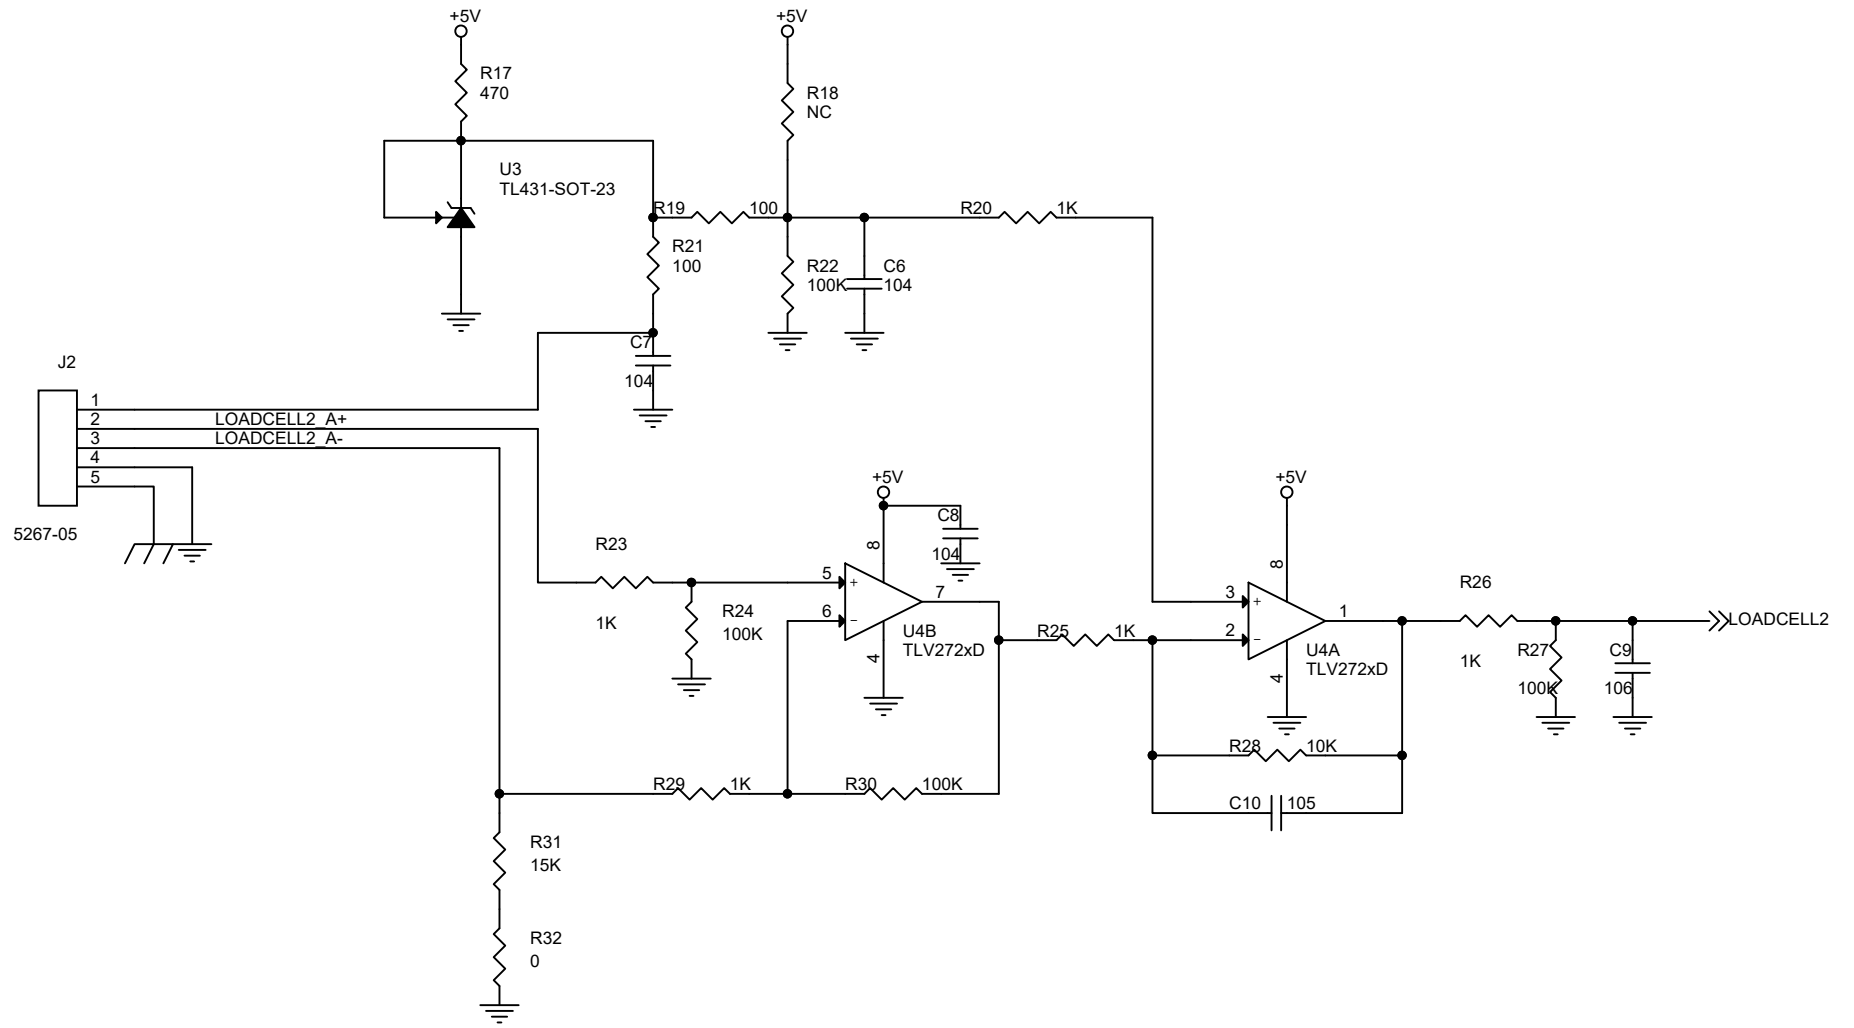 +5V
+5V
R17
470
R18
NC
U3
TL431-SOT-23
R19
100
R20
1K
R21
100
R22
100K
C6
104
C7
104
J2
1
2
3
4
5
LOADCELL2_A+
LOADCELL2_A-
5267-05
+5V
C8
104
8
R23
1K
5
+
6
−
7
4
R24
100K
U4B
TLV272xD
R25
1K
+5V
8
3
+
2
−
1
4
U4A
TLV272xD
R26
1K
R27
100K
C9
106
LOADCELL2
R28
10K
C10
105
R29
1K
R30
100K
R31
15K
R32
0